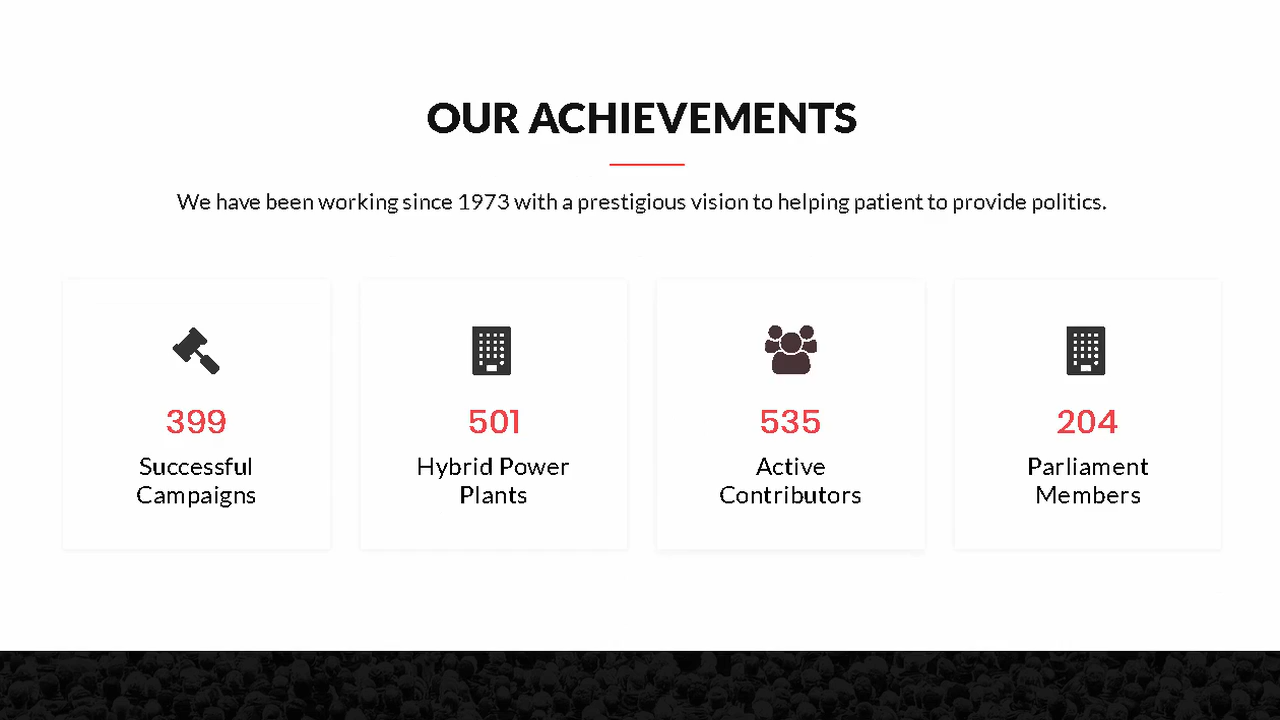 OUR ACHIEVEMENTS
We have been working since 1973 with a prestigious vision to helping patient to provide politics.
399
Successful
Campaigns
501
Hybrid Power
Plants
535
Active
Contributors
204
Parliament
Members